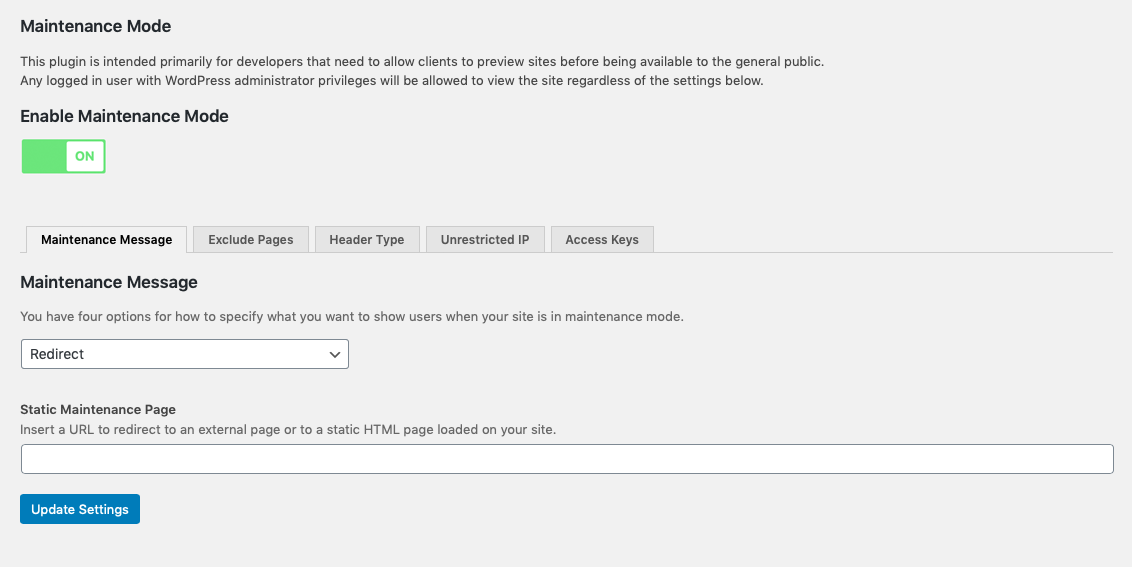 Maintenance Mode
This plugin is intended primarily for developers that need to allow clients to preview sites before being available to the general public.
Any logged in user with WordPress administrator privileges will be allowed to view the site regardless of the settings below.
Enable Maintenance Mode
ON
Maintenance Message Exclude Pages Header Type Unrestricted IP Access Keys
Maintenance Message
You have four options for how to specify what you want to show users when your site is in maintenance mode.
Redirect
Static Maintenance Page
Insert a URL to redirect to an external page or to a static HTML page loaded on your site.
Update Settings